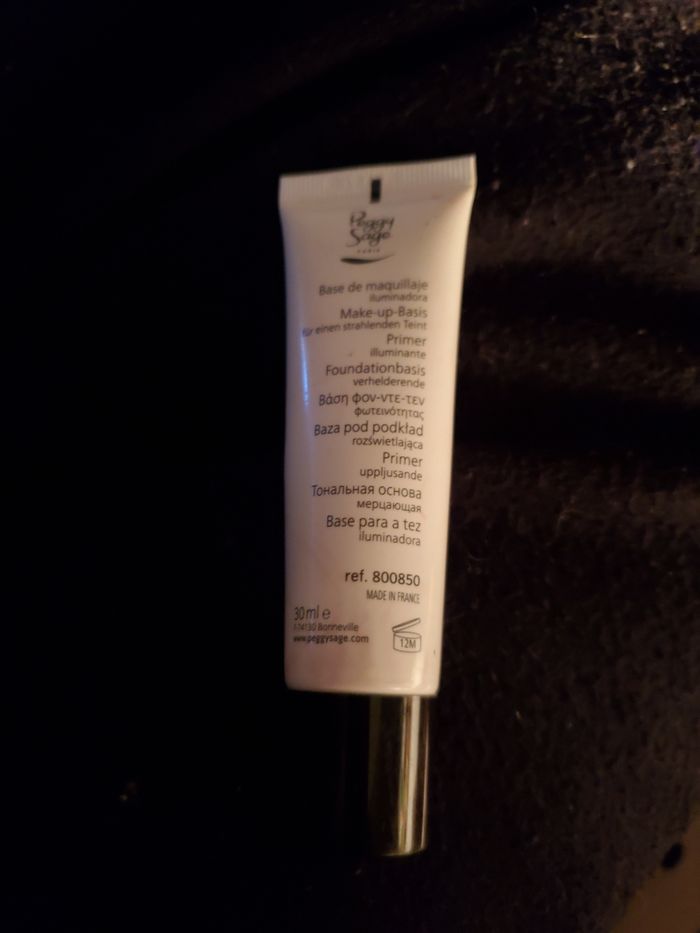 Peggy
Sage
PARIS
Base de maquillaje
iluminadora
Make-up-Basis
für einen strahlenden Teint
Primer
illuminante
Foundationbasis
verhelderende
Βάση φον-ντε-τεν
φωτεινότητας
Baza pod podkład
rozświetlająca
Primer
uppljusande
Тональная основа
мерцающая
Base para a tez
iluminadora
ref. 800850
MADE IN FRANCE
30 ml e
F-74130 Bonneville
www.peggysage.com
12M